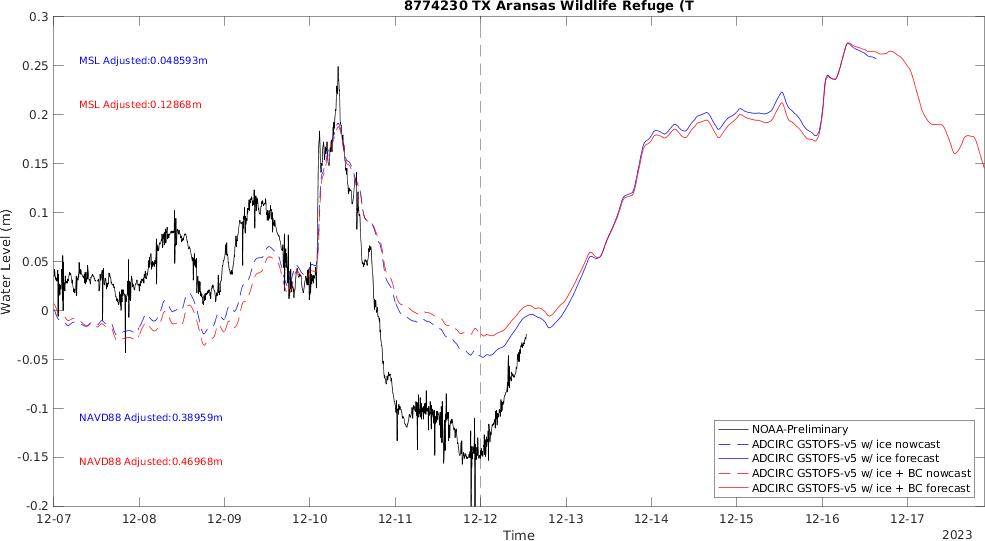 8774230 TX Aransas Wildlife Refuge (T
0.3
0.25
0.2
0.15
0.1
0.05
0
-0.05
-0.1
-0.15
-0.2
Water Level (m)
MSL Adjusted:0.048593m
MSL Adjusted:0.12868m
NAVD88 Adjusted:0.38959m
NAVD88 Adjusted:0.46968m
NOAA-Preliminary
ADCIRC GSTOFS-v5 w/ ice nowcast
ADCIRC GSTOFS-v5 w/ ice forecast
ADCIRC GSTOFS-v5 w/ ice + BC nowcast
ADCIRC GSTOFS-v5 w/ ice + BC forecast
12-07 12-08 12-09 12-10 12-11 12-12 12-13 12-14 12-15 12-16 12-17
Time
2023